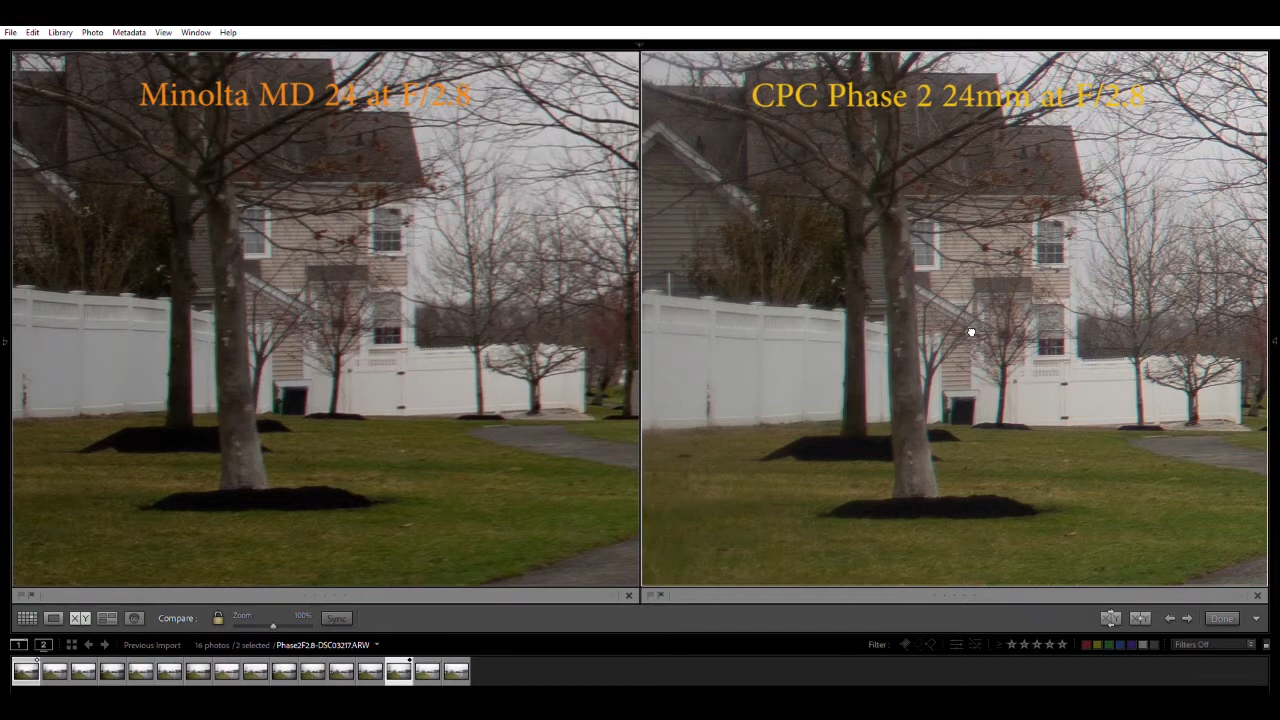 File Edit Library Photo Metadata View Window Help
Minolta MD 24 at F/2.8
CPC Phase 2 24mm at F/2.8
XY Compare : Zoom 100% Sync Done
1 2 Previous Import 16 photos / 2 selected / Phase2F2.8-DSC03217.ARW Filter : Filters Off